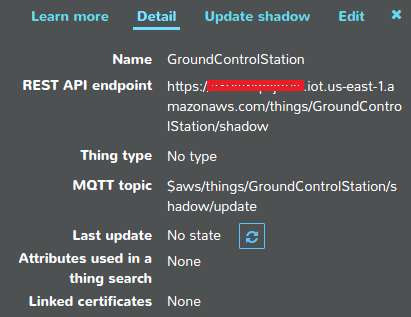 Learn more Detail Update shadow Edit ×
Name GroundControlStation
REST API endpoint https:/ .iot.us-east-1.a
mazonaws.com/things/GroundContro
lStation/shadow
Thing type No type
MQTT topic $aws/things/GroundControlStation/s
hadow/update
Last update No state
Attributes used in a None
thing search
Linked certificates None